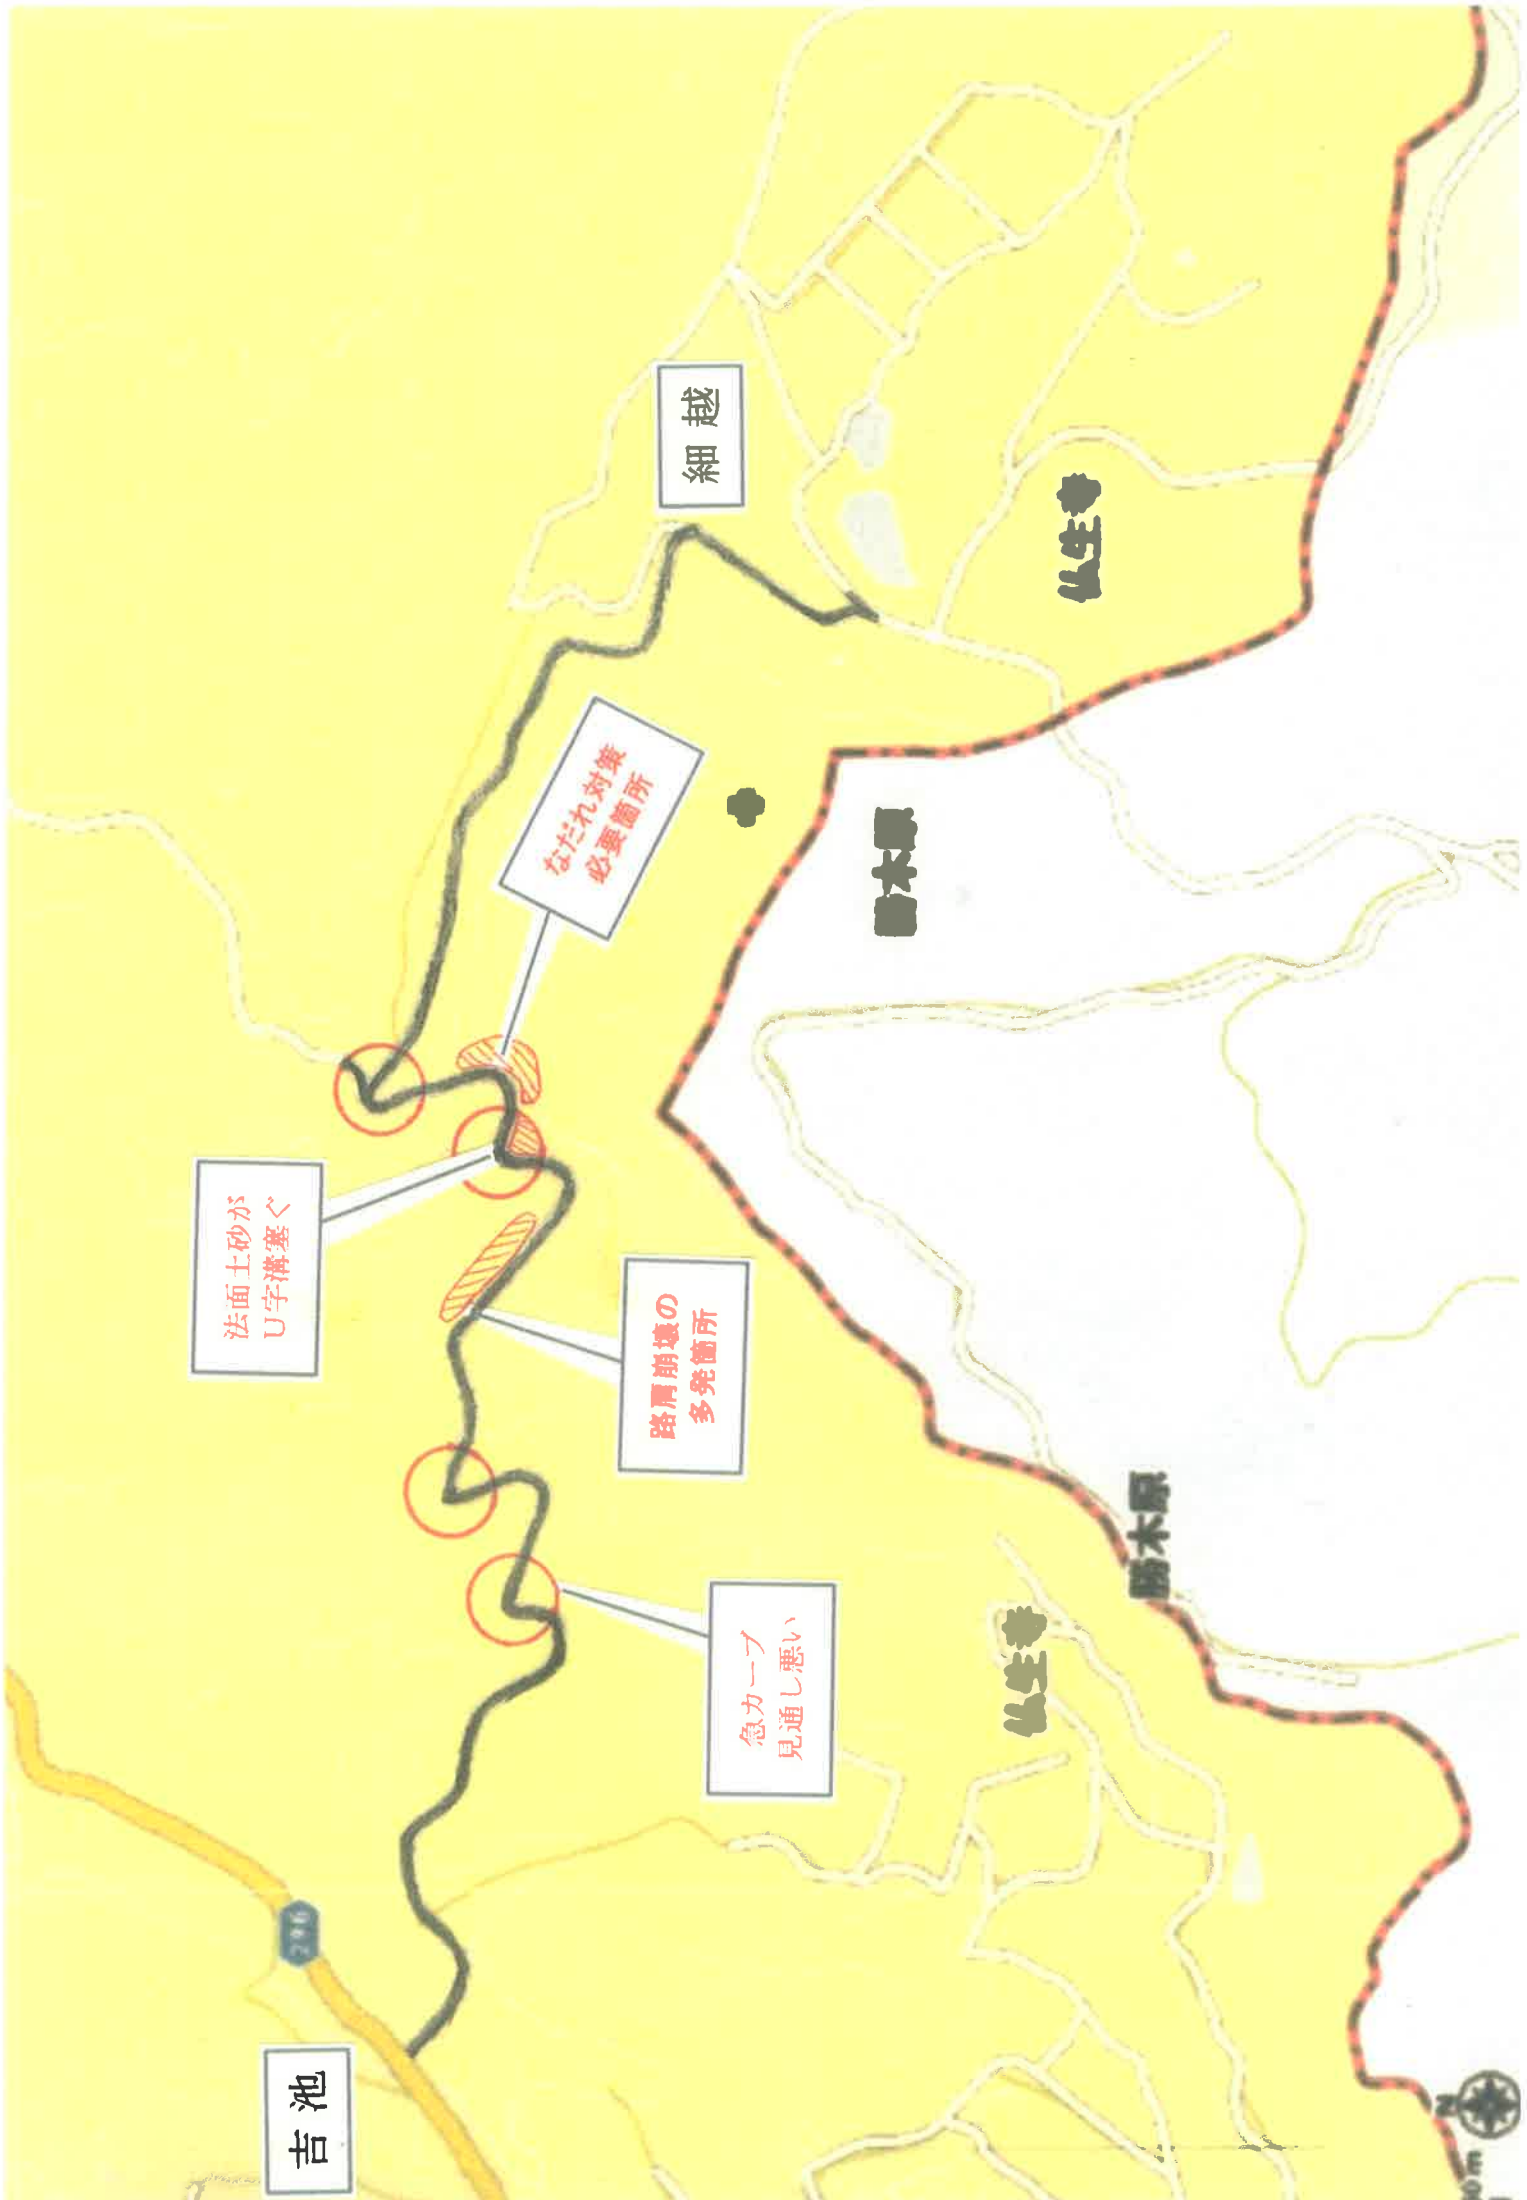 吉池
296
法面土砂が
U字溝塞ぐ
急カーブ
見通し悪い
路肩崩壊の
多発箇所
なだれ対策
必要箇所
細越
仏生寺
仏生寺
勝木原
勝木原
N